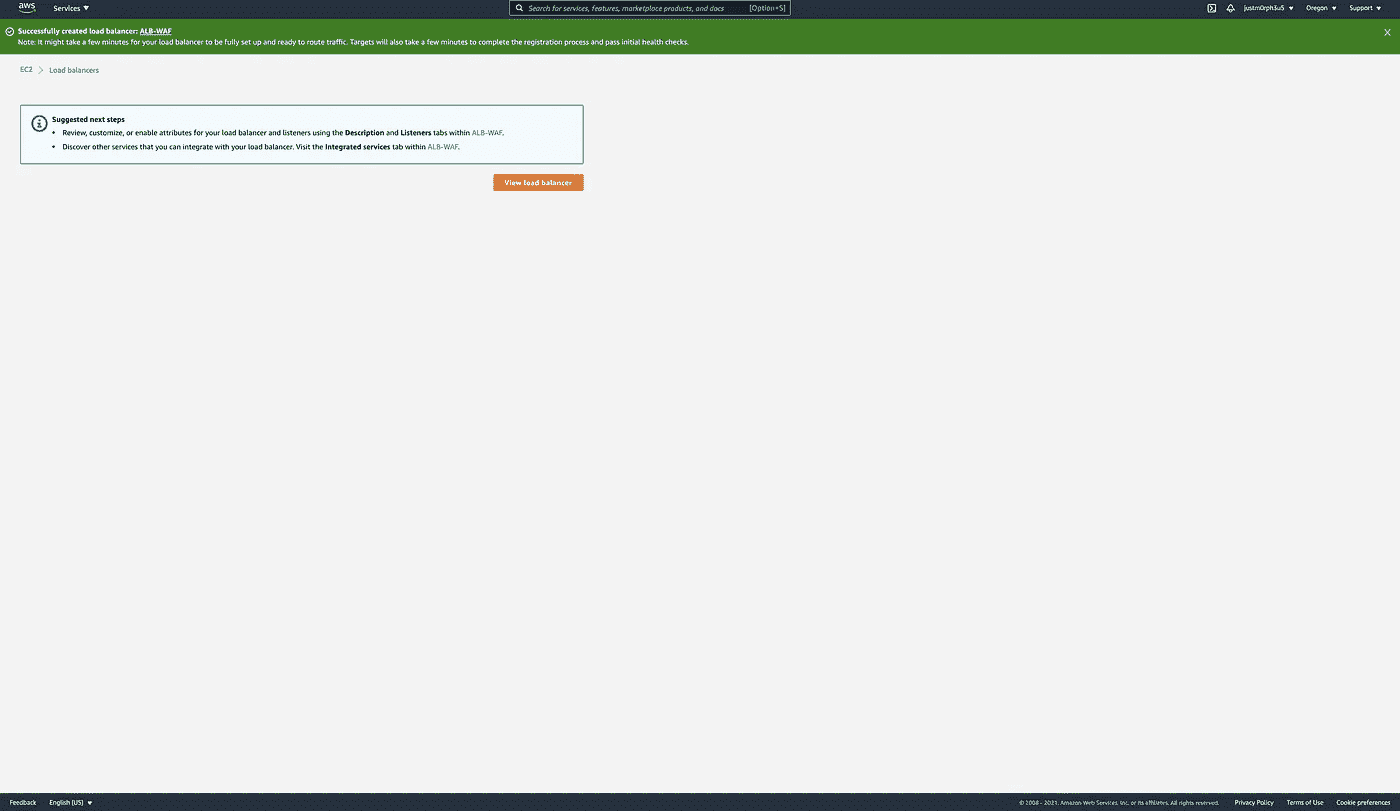 aws
Services
Search for services, features, marketplace products, and docs
[Option+S]
justm0rph3u5
Oregon
Support
Successfully created load balancer: ALB-WAF
Note: It might take a few minutes for your load balancer to be fully set up and ready to route traffic. Targets will also take a few minutes to complete the registration process and pass initial health checks.
EC2 > Load balancers
Suggested next steps
• Review, customize, or enable attributes for your load balancer and listeners using the Description and Listeners tabs within ALB-WAF.
• Discover other services that you can integrate with your load balancer. Visit the Integrated services tab within ALB-WAF.
View load balancer
Feedback
English (US)
© 2008 - 2021, Amazon Web Services, Inc. or its affiliates. All rights reserved.
Privacy Policy
Terms of Use
Cookie preferences